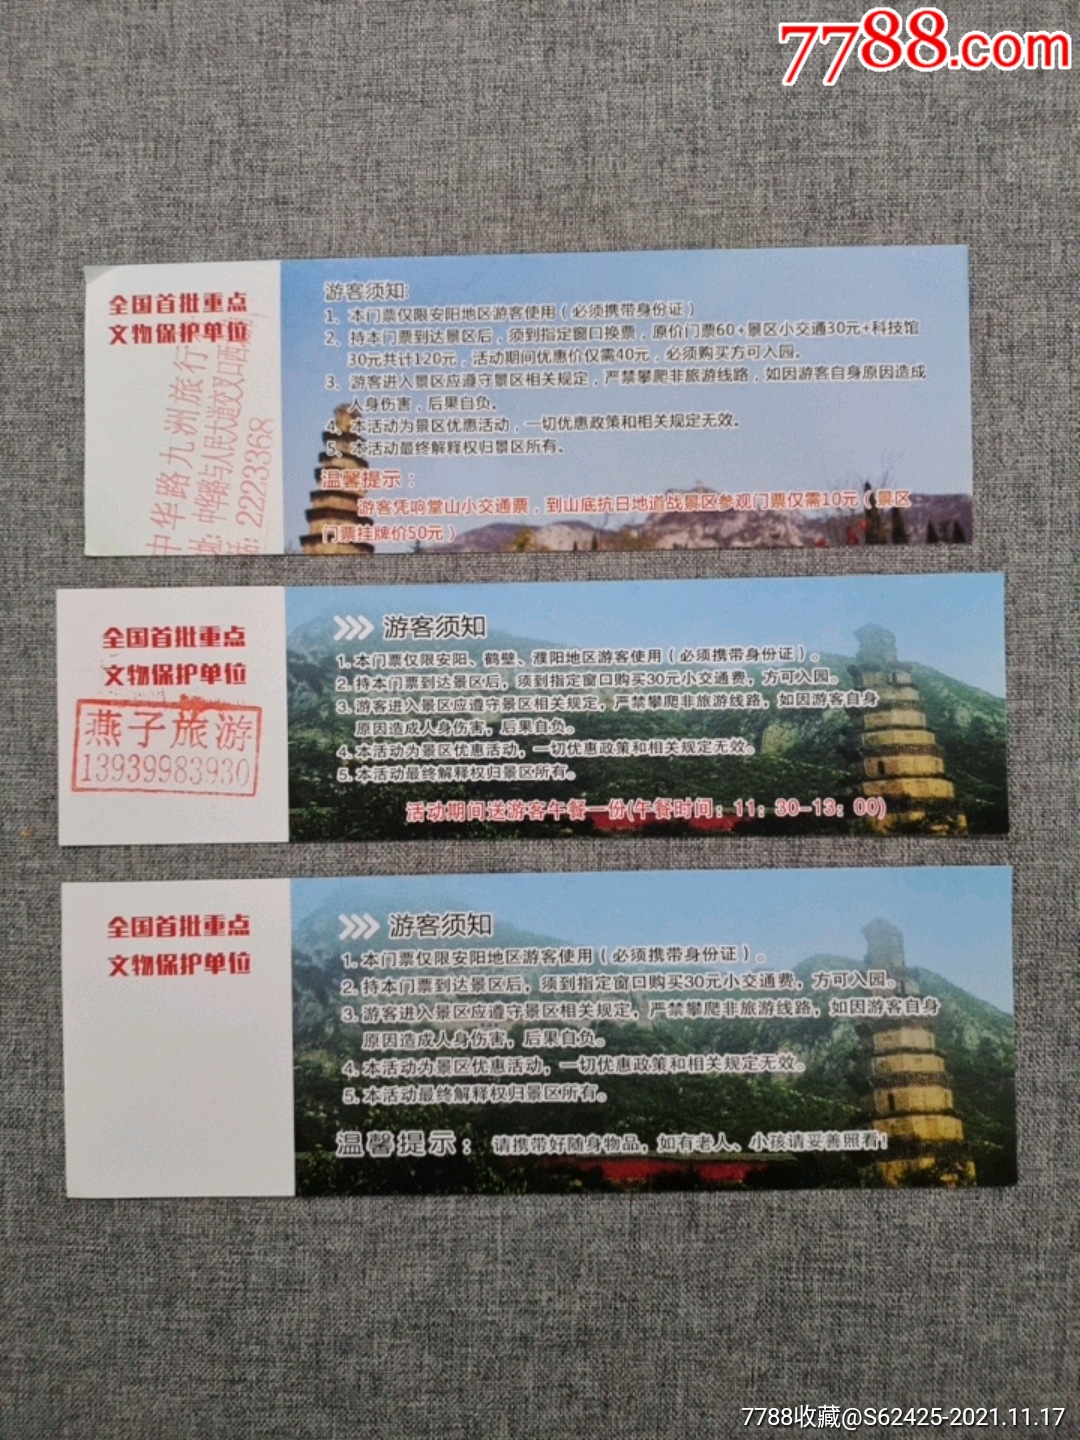 7788.com
全国首批重点
文物保护单位
中华路九洲旅行
中华路与人民大道交叉口西
2223368
游客须知:
1、本门票仅限安阳地区游客使用（必须携带身份证）
2、持本门票到达景区后，须到指定窗口换票，原价门票60+景区小交通30元+科技馆
30元共计120元，活动期间优惠价仅需40元，必须购买方可入园。
3、游客进入景区应遵守景区相关规定，严禁攀爬非旅游线路，如因游客自身原因造成
人身伤害，后果自负。
4、本活动为景区优惠活动，一切优惠政策和相关规定无效。
5、本活动最终解释权归景区所有。
温馨提示：
游客凭响堂山小交通票，到山底抗日地道战景区参观门票仅需10元（景区
门票挂牌价50元）
全国首批重点
文物保护单位
燕子旅游
13939983930
游客须知
1.本门票仅限安阳、鹤壁、濮阳地区游客使用（必须携带身份证）。
2.持本门票到达景区后，须到指定窗口购买30元小交通费，方可入园。
3.游客进入景区应遵守景区相关规定，严禁攀爬非旅游线路，如因游客自身
原因造成人身伤害，后果自负。
4.本活动为景区优惠活动，一切优惠政策和相关规定无效。
5.本活动最终解释权归景区所有。
活动期间送游客午餐一份(午餐时间：11：30-13：00)
全国首批重点
文物保护单位
游客须知
1.本门票仅限安阳地区游客使用（必须携带身份证）。
2.持本门票到达景区后，须到指定窗口购买30元小交通费，方可入园。
3.游客进入景区应遵守景区相关规定，严禁攀爬非旅游线路，如因游客自身
原因造成人身伤害，后果自负。
4.本活动为景区优惠活动，一切优惠政策和相关规定无效。
5.本活动最终解释权归景区所有。
温馨提示：请携带好随身物品，如有老人、小孩请妥善照看！
7788收藏@S62425-2021.11.17